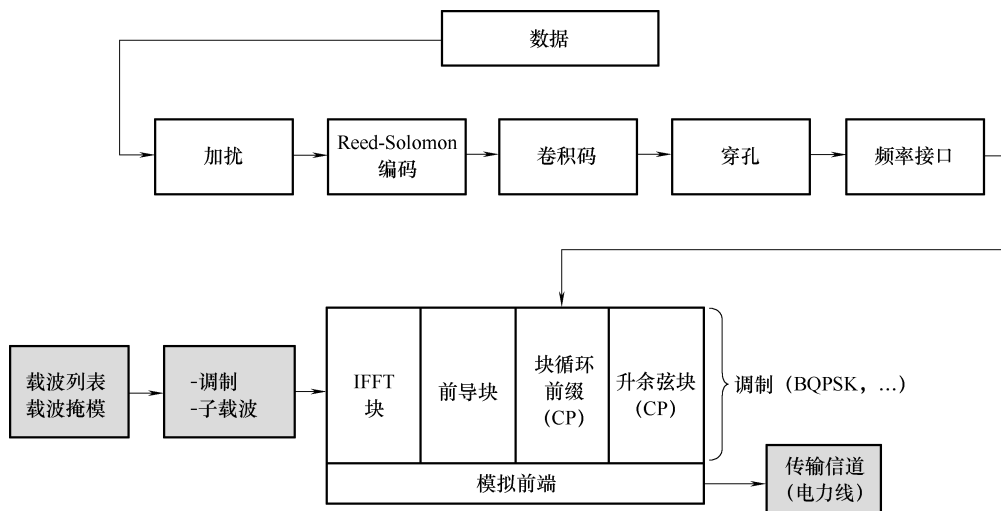 数据
加扰
Reed-Solomon
编码
卷积码
穿孔
频率接口
载波列表
载波掩模
-调制
-子载波
IFFT
块
前导块
块循环
前缀
(CP)
升余弦块
(CP)
调制（BQPSK，…）
模拟前端
传输信道
(电力线)